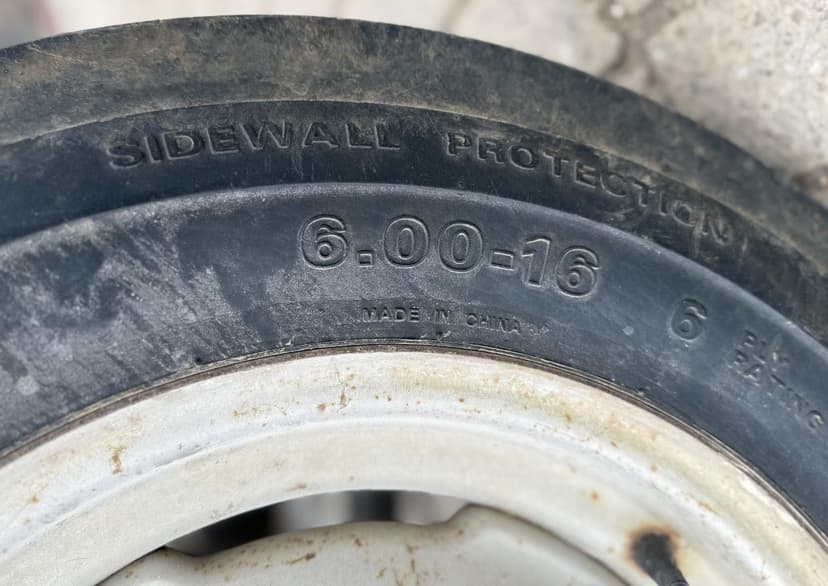 SIDEWALL PROTECTION
6.00-16
MADE IN CHINA
6 PLY
RATING